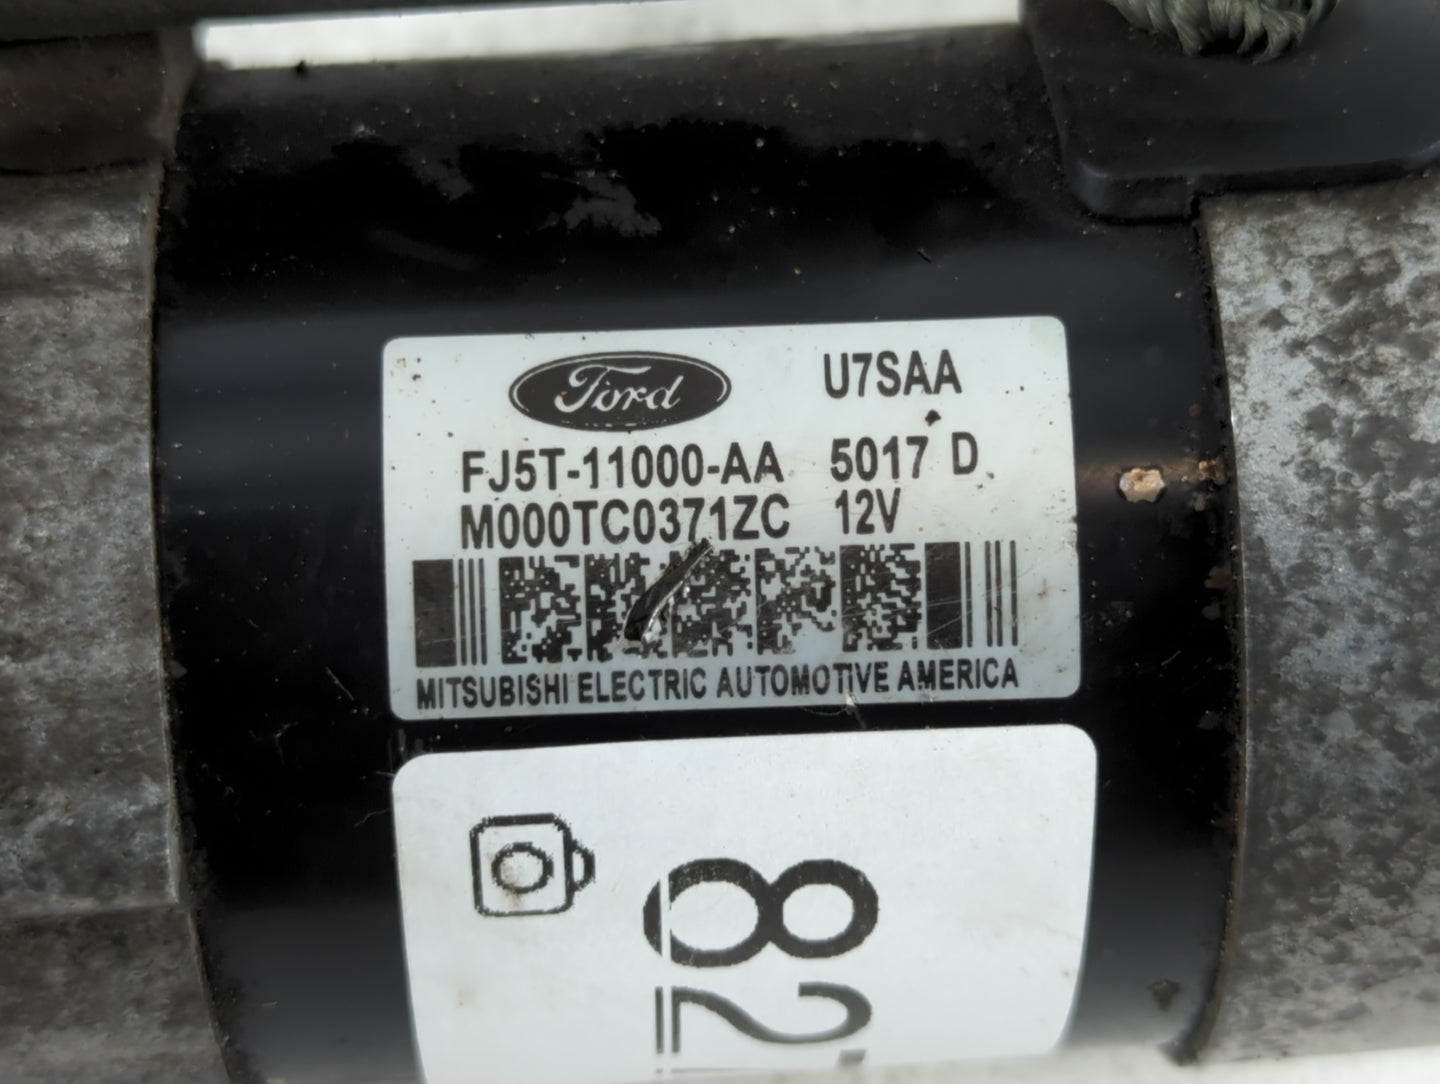 Ford U7SAA
FJ5T-11000-AA 5017 D
M000TC0371ZC 12V
MITSUBISHI ELECTRIC AUTOMOTIVE AMERICA
82